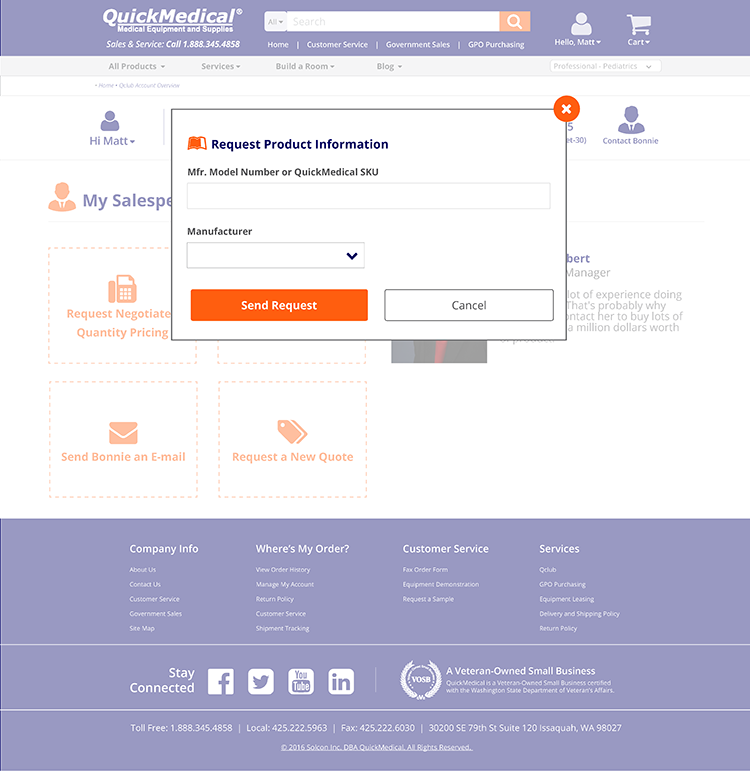 QuickMedical®
Medical Equipment and Supplies
Sales & Service: Call 1.888.345.4858
All
Search
Home | Customer Service | Government Sales | GPO Purchasing
Hello, Matt
Cart
All Products
Services
Build a Room
Blog
Professional - Pediatrics
› Home • Qclub Account Overview
Hi Matt
5
et-30)
Contact Bonnie
Request Product Information
Mfr. Model Number or QuickMedical SKU
Manufacturer
Send Request
Cancel
My Salespe
bert
Manager
lot of experience doing
That's probably why
ontact her to buy lots of
a million dollars worth
Request Negotiate
Quantity Pricing
Send Bonnie an E-mail
Request a New Quote
Company Info
About Us
Contact Us
Customer Service
Government Sales
Site Map
Where's My Order?
View Order History
Manage My Account
Return Policy
Customer Service
Shipment Tracking
Customer Service
Fax Order Form
Equipment Demonstration
Request a Sample
Services
Qclub
GPO Purchasing
Equipment Leasing
Delivery and Shipping Policy
Return Policy
Stay
Connected
You
Tube
in
VOSB
A Veteran-Owned Small Business
QuickMedical is a Veteran-Owned Small Business certified
with the Washington State Department of Veteran's Affairs.
Toll Free: 1.888.345.4858 | Local: 425.222.5963 | Fax: 425.222.6030 | 30200 SE 79th St Suite 120 Issaquah, WA 98027
© 2016 Solcon Inc. DBA QuickMedical. All Rights Reserved.